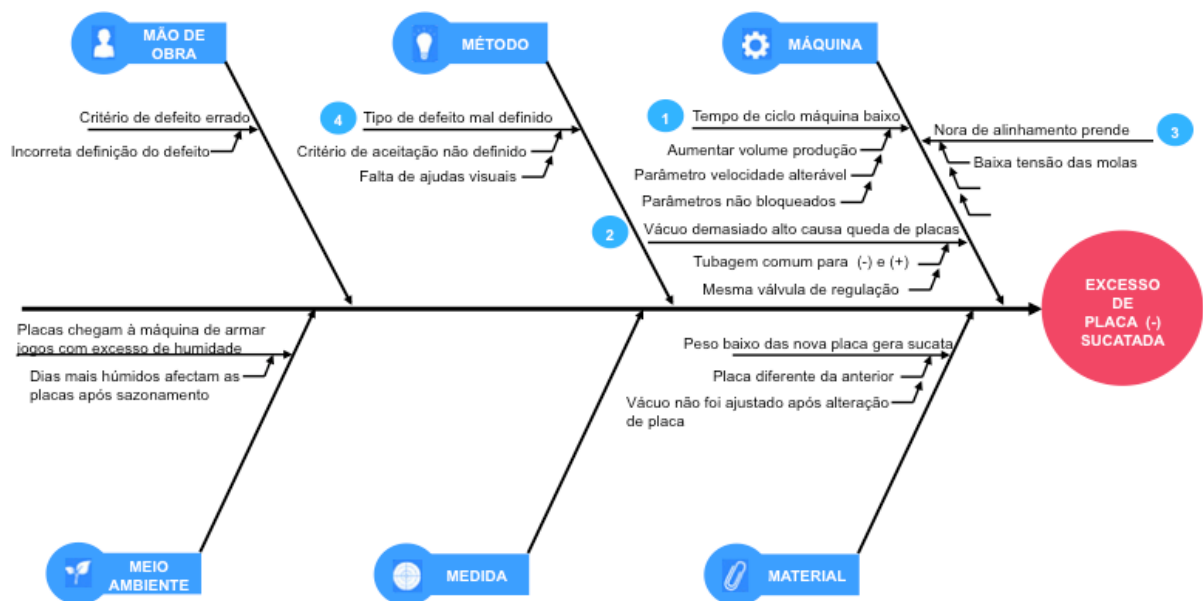 MÃO DE
OBRA
MÉTODO
MÁQUINA
Critério de defeito errado
Incorreta definição do defeito
4
Tipo de defeito mal definido
Critério de aceitação não definido
Falta de ajudas visuais
1
Tempo de ciclo máquina baixo
Aumentar volume produção
Parâmetro velocidade alterável
Parâmetros não bloqueados
Nora de alinhamento prende
3
Baixa tensão das molas
2
Vácuo demasiado alto causa queda de placas
Tubagem comum para (-) e (+)
Mesma válvula de regulação
EXCESSO
DE
PLACA (-)
SUCATADA
Placas chegam à máquina de armar
jogos com excesso de humidade
Dias mais húmidos afectam as
placas após sazonamento
Peso baixo das nova placa gera sucata
Placa diferente da anterior
Vácuo não foi ajustado após alteração
de placa
MEIO
AMBIENTE
MEDIDA
MATERIAL